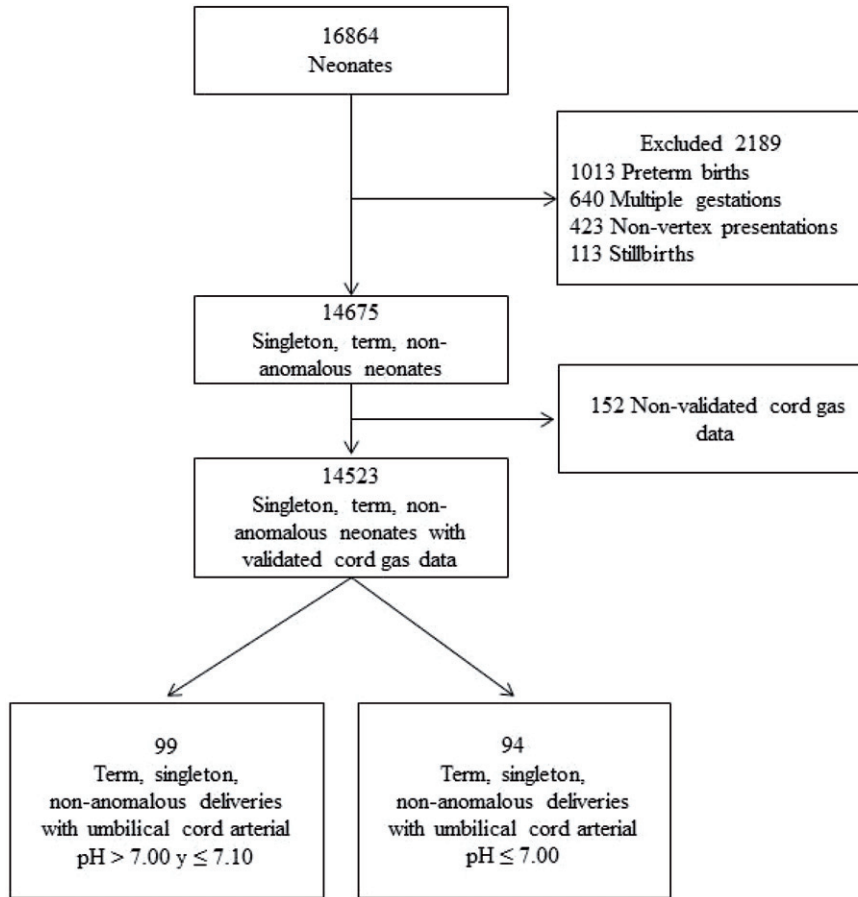 16864
Neonates
Excluded 2189
1013 Preterm births
640 Multiple gestations
423 Non-vertex presentations
113 Stillbirths
14675
Singleton, term, non-
anomalous neonates
152 Non-validated cord gas
data
14523
Singleton, term, non-
anomalous neonates with
validated cord gas data
99
Term, singleton,
non-anomalous deliveries
with umbilical cord arterial
pH > 7.00 y ≤ 7.10
94
Term, singleton,
non-anomalous deliveries
with umbilical cord arterial
pH ≤ 7.00